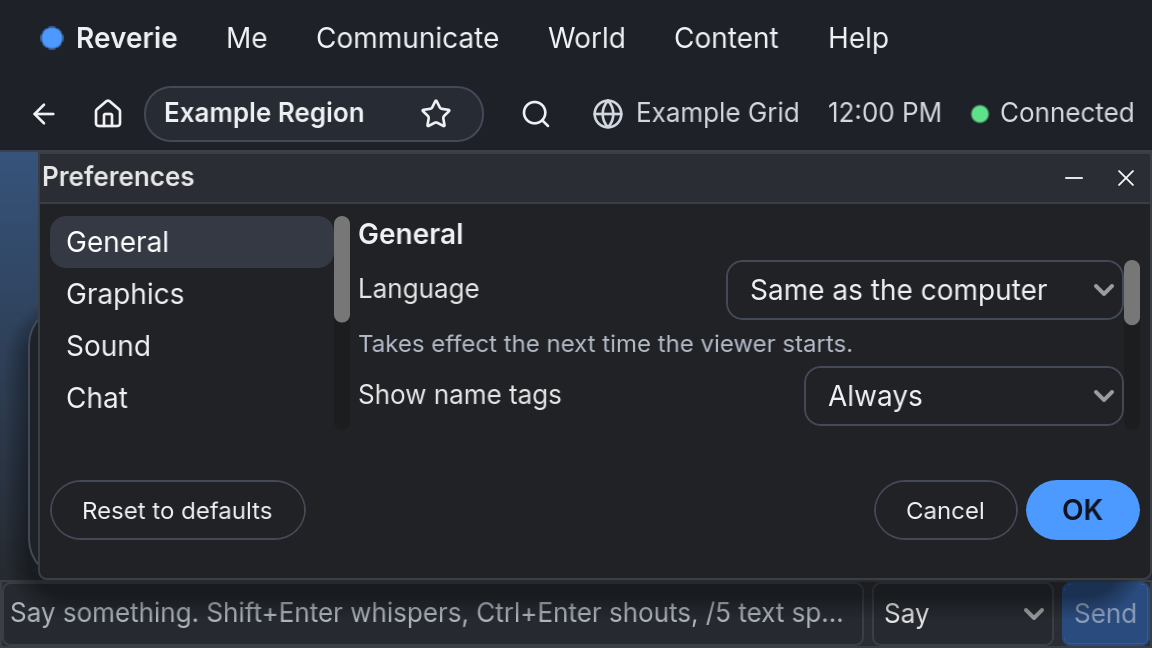 Reverie Me Communicate World Content Help
Example Region Example Grid 12:00 PM Connected
Preferences
General
Graphics
Sound
Chat
General
Language Same as the computer
Takes effect the next time the viewer starts.
Show name tags Always
Reset to defaults Cancel OK
Say something. Shift+Enter whispers, Ctrl+Enter shouts, /5 text sp... Say Send